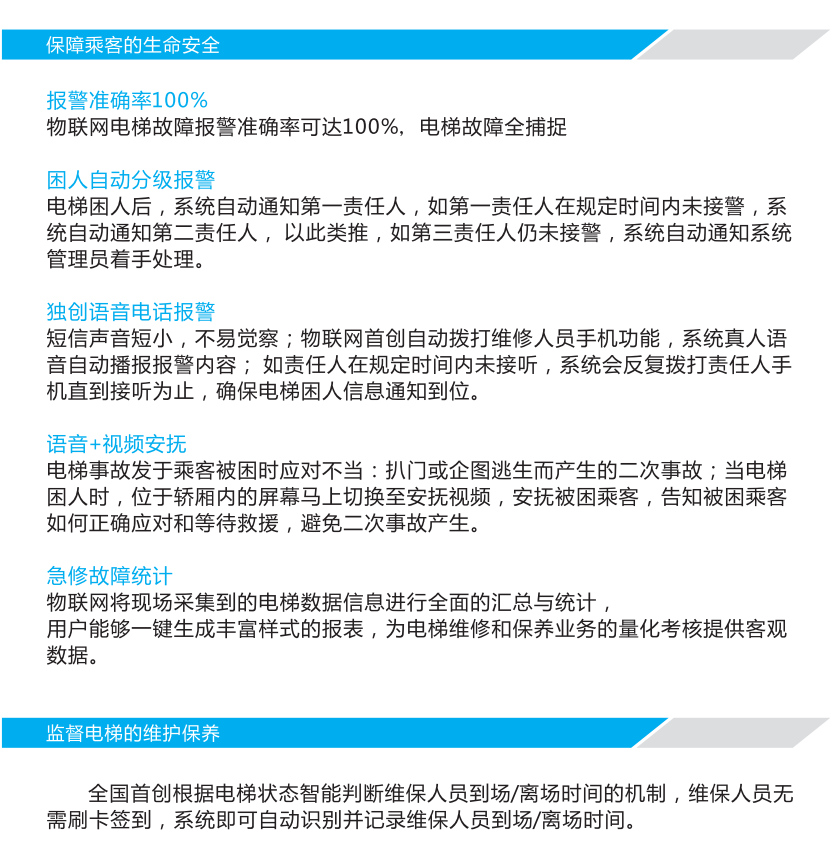 保障乘客的生命安全
报警准确率100%
物联网电梯故障报警准确率可达100%，电梯故障全捕捉
困人自动分级报警
电梯困人后，系统自动通知第一责任人，如第一责任人在规定时间内未接警，系
统自动通知第二责任人， 以此类推，如第三责任人仍未接警，系统自动通知系统
管理员着手处理。
独创语音电话报警
短信声音短小，不易觉察；物联网首创自动拨打维修人员手机功能，系统真人语
音自动播报报警内容； 如责任人在规定时间内未接听，系统会反复拨打责任人手
机直到接听为止，确保电梯困人信息通知到位。
语音+视频安抚
电梯事故发于乘客被困时应对不当：扒门或企图逃生而产生的二次事故；当电梯
困人时，位于轿厢内的屏幕马上切换至安抚视频，安抚被困乘客，告知被困乘客
如何正确应对和等待救援，避免二次事故产生。
急修故障统计
物联网将现场采集到的电梯数据信息进行全面的汇总与统计，
用户能够一键生成丰富样式的报表，为电梯维修和保养业务的量化考核提供客观
数据。
监督电梯的维护保养
全国首创根据电梯状态智能判断维保人员到场/离场时间的机制，维保人员无
需刷卡签到，系统即可自动识别并记录维保人员到场/离场时间。